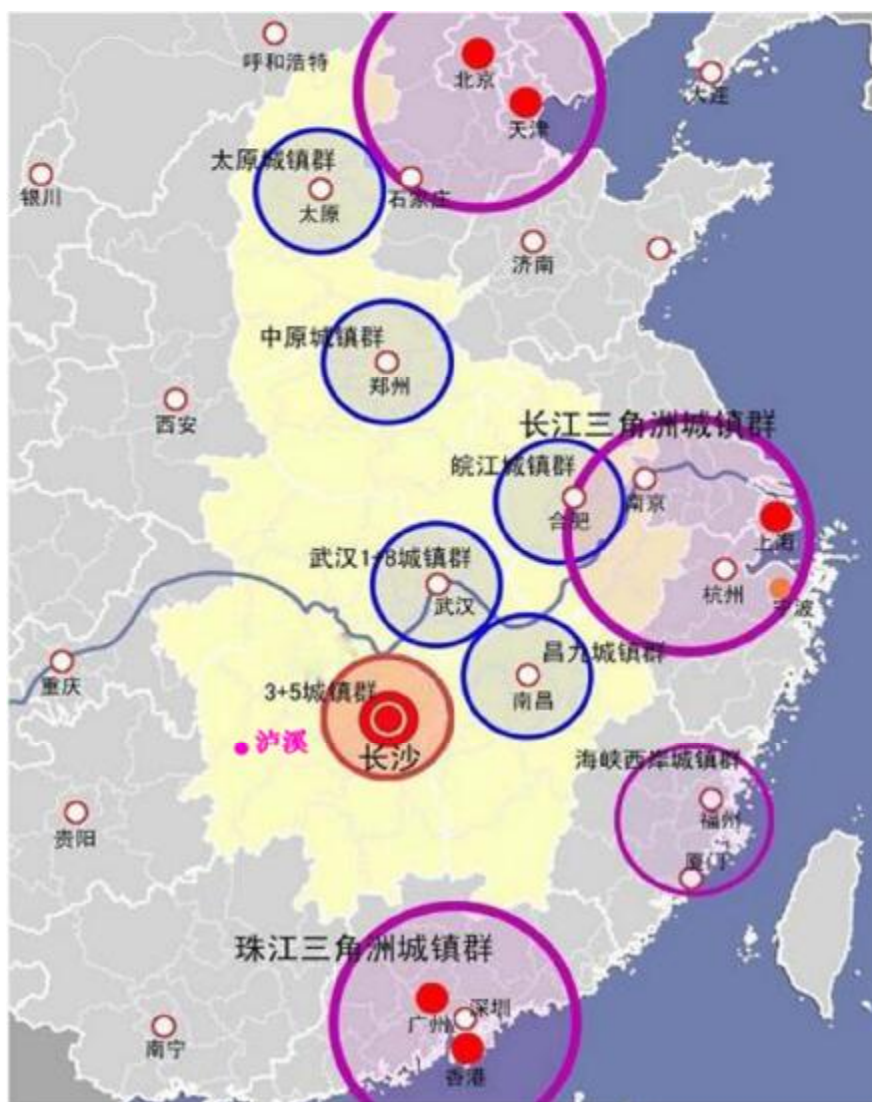 呼和浩特
北京
大连
天津
太原城镇群
银川
太原
石家庄
济南
中原城镇群
郑州
西安
长江三角洲城镇群
皖江城镇群
南京
合肥
上海
武汉1+8城镇群
杭州
武汉
宁波
昌九城镇群
重庆
3+5城镇群
南昌
泸溪
长沙
海峡西岸城镇群
福州
贵阳
厦门
珠江三角洲城镇群
深圳
广州
南宁
香港